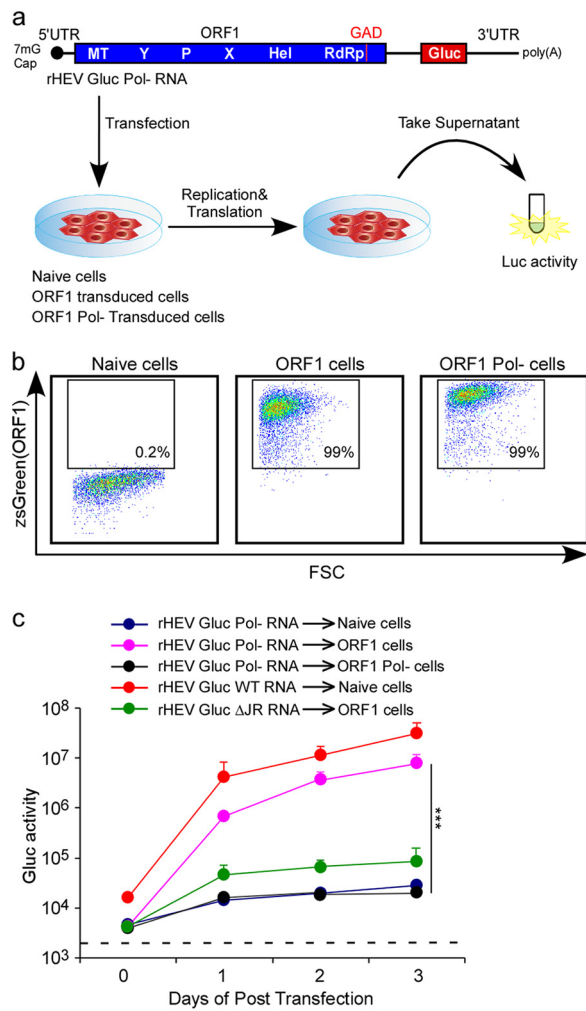 a
5'UTR ORF1 GAD 3'UTR
7mG Cap MT Y P X Hel RdRp Gluc poly(A)
rHEV Gluc Pol- RNA
Transfection
Take Supernatant
Replication&
Translation
Luc activity
Naive cells
ORF1 transduced cells
ORF1 Pol- Transduced cells
b
Naive cells ORF1 cells ORF1 Pol- cells
zsGreen(ORF1)
0.2% 99% 99%
FSC
c
rHEV Gluc Pol- RNA Naive cells
rHEV Gluc Pol- RNA ORF1 cells
rHEV Gluc Pol- RNA ORF1 Pol- cells
rHEV Gluc WT RNA Naive cells
rHEV Gluc ΔJR RNA ORF1 cells
Gluc activity
10⁸
10⁷
10⁶
10⁵
10⁴
10³
***
0 1 2 3
Days of Post Transfection